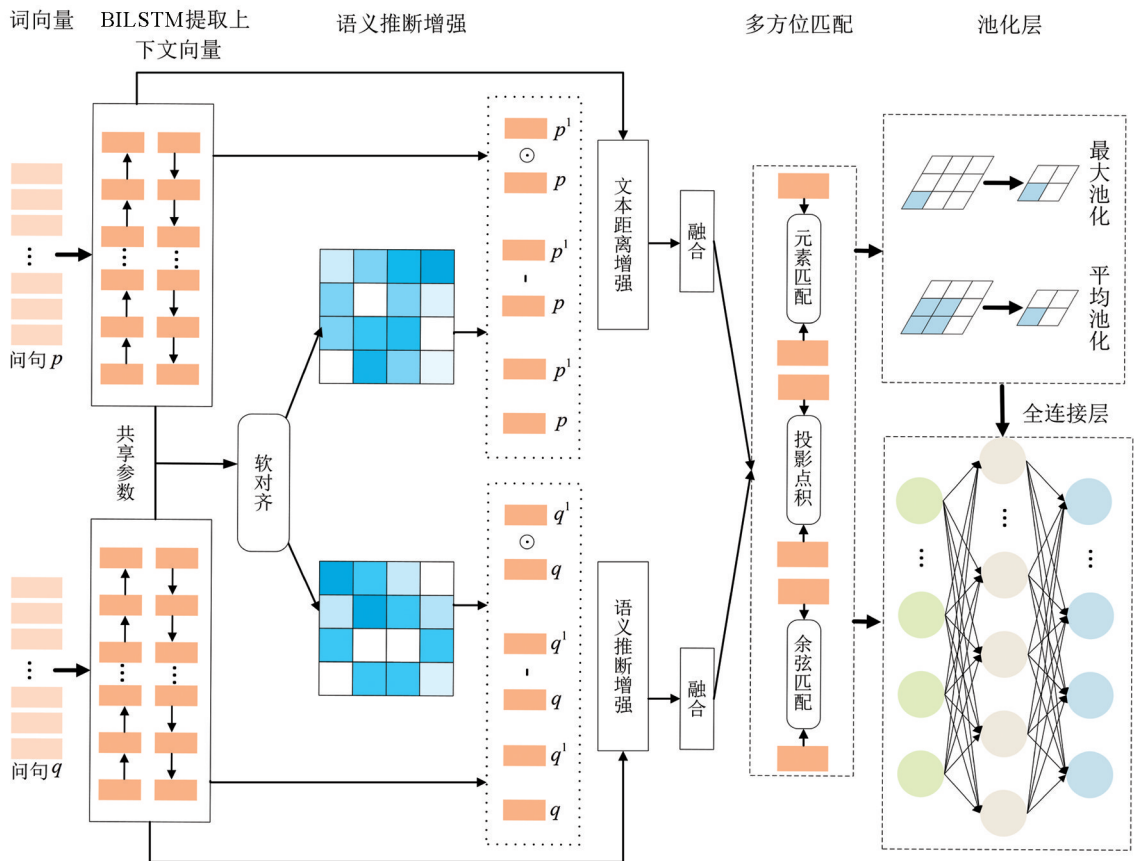 词向量
BILSTM提取上
下文向量
语义推断增强
多方位匹配
池化层
问句 p
共享参数
软对齐
p¹
⊙
p
p¹
-
p
p¹
p
文本距离增强
融合
元素匹配
投影点积
余弦匹配
最大池化
平均池化
全连接层
问句 q
q¹
⊙
q
q¹
-
q
q¹
q
语义推断增强
融合